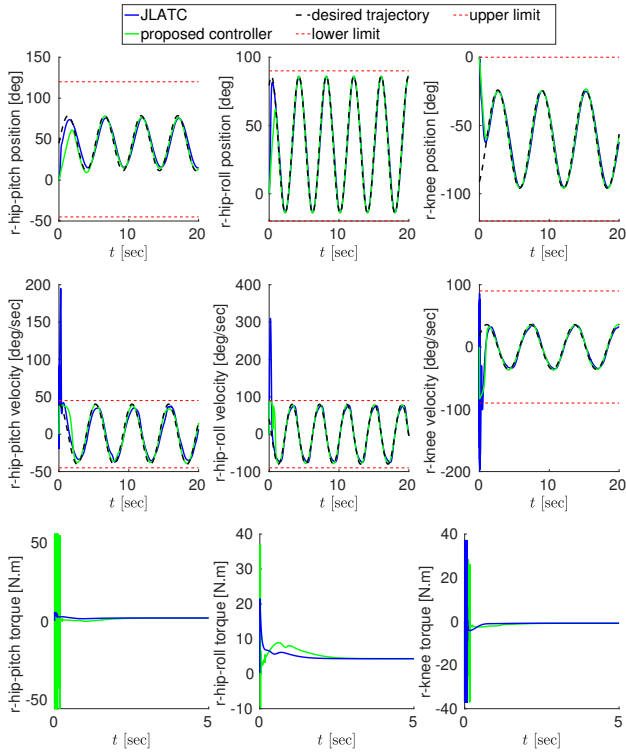 JLATC
desired trajectory
upper limit
proposed controller
lower limit
r-hip-pitch position [deg]
150
100
50
0
-50
0 10 20
t [sec]
r-hip-roll position [deg]
100
50
0
0 10 20
t [sec]
r-knee position [deg]
0
-50
-100
0 10 20
t [sec]
r-hip-pitch velocity [deg/sec]
200
150
100
50
0
-50
0 5 10 15 20
t [sec]
r-hip-roll velocity [deg/sec]
400
300
200
100
0
-100
0 5 10 15 20
t [sec]
r-knee velocity [deg/sec]
100
0
-100
-200
0 5 10 15 20
t [sec]
r-hip-pitch torque [N.m]
50
0
-50
0 5
t [sec]
r-hip-roll torque [N.m]
40
30
20
10
0
-10
0 5
t [sec]
r-knee torque [N.m]
40
20
0
-20
-40
0 5
t [sec]